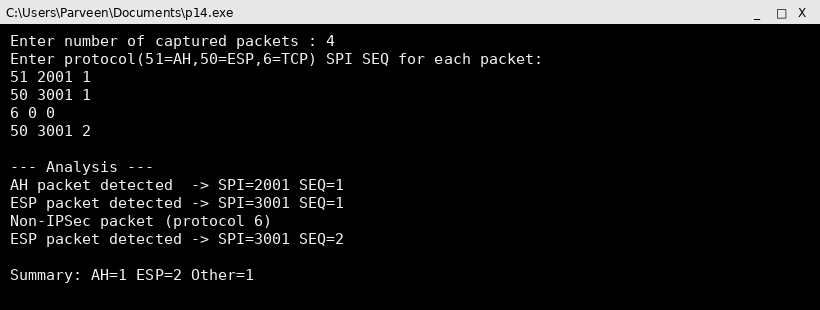 C:\Users\Parveen\Documents\p14.exe _ □ X
Enter number of captured packets : 4
Enter protocol(51=AH,50=ESP,6=TCP) SPI SEQ for each packet:
51 2001 1
50 3001 1
6 0 0
50 3001 2
--- Analysis ---
AH packet detected  -> SPI=2001 SEQ=1
ESP packet detected -> SPI=3001 SEQ=1
Non-IPSec packet (protocol 6)
ESP packet detected -> SPI=3001 SEQ=2
Summary: AH=1 ESP=2 Other=1